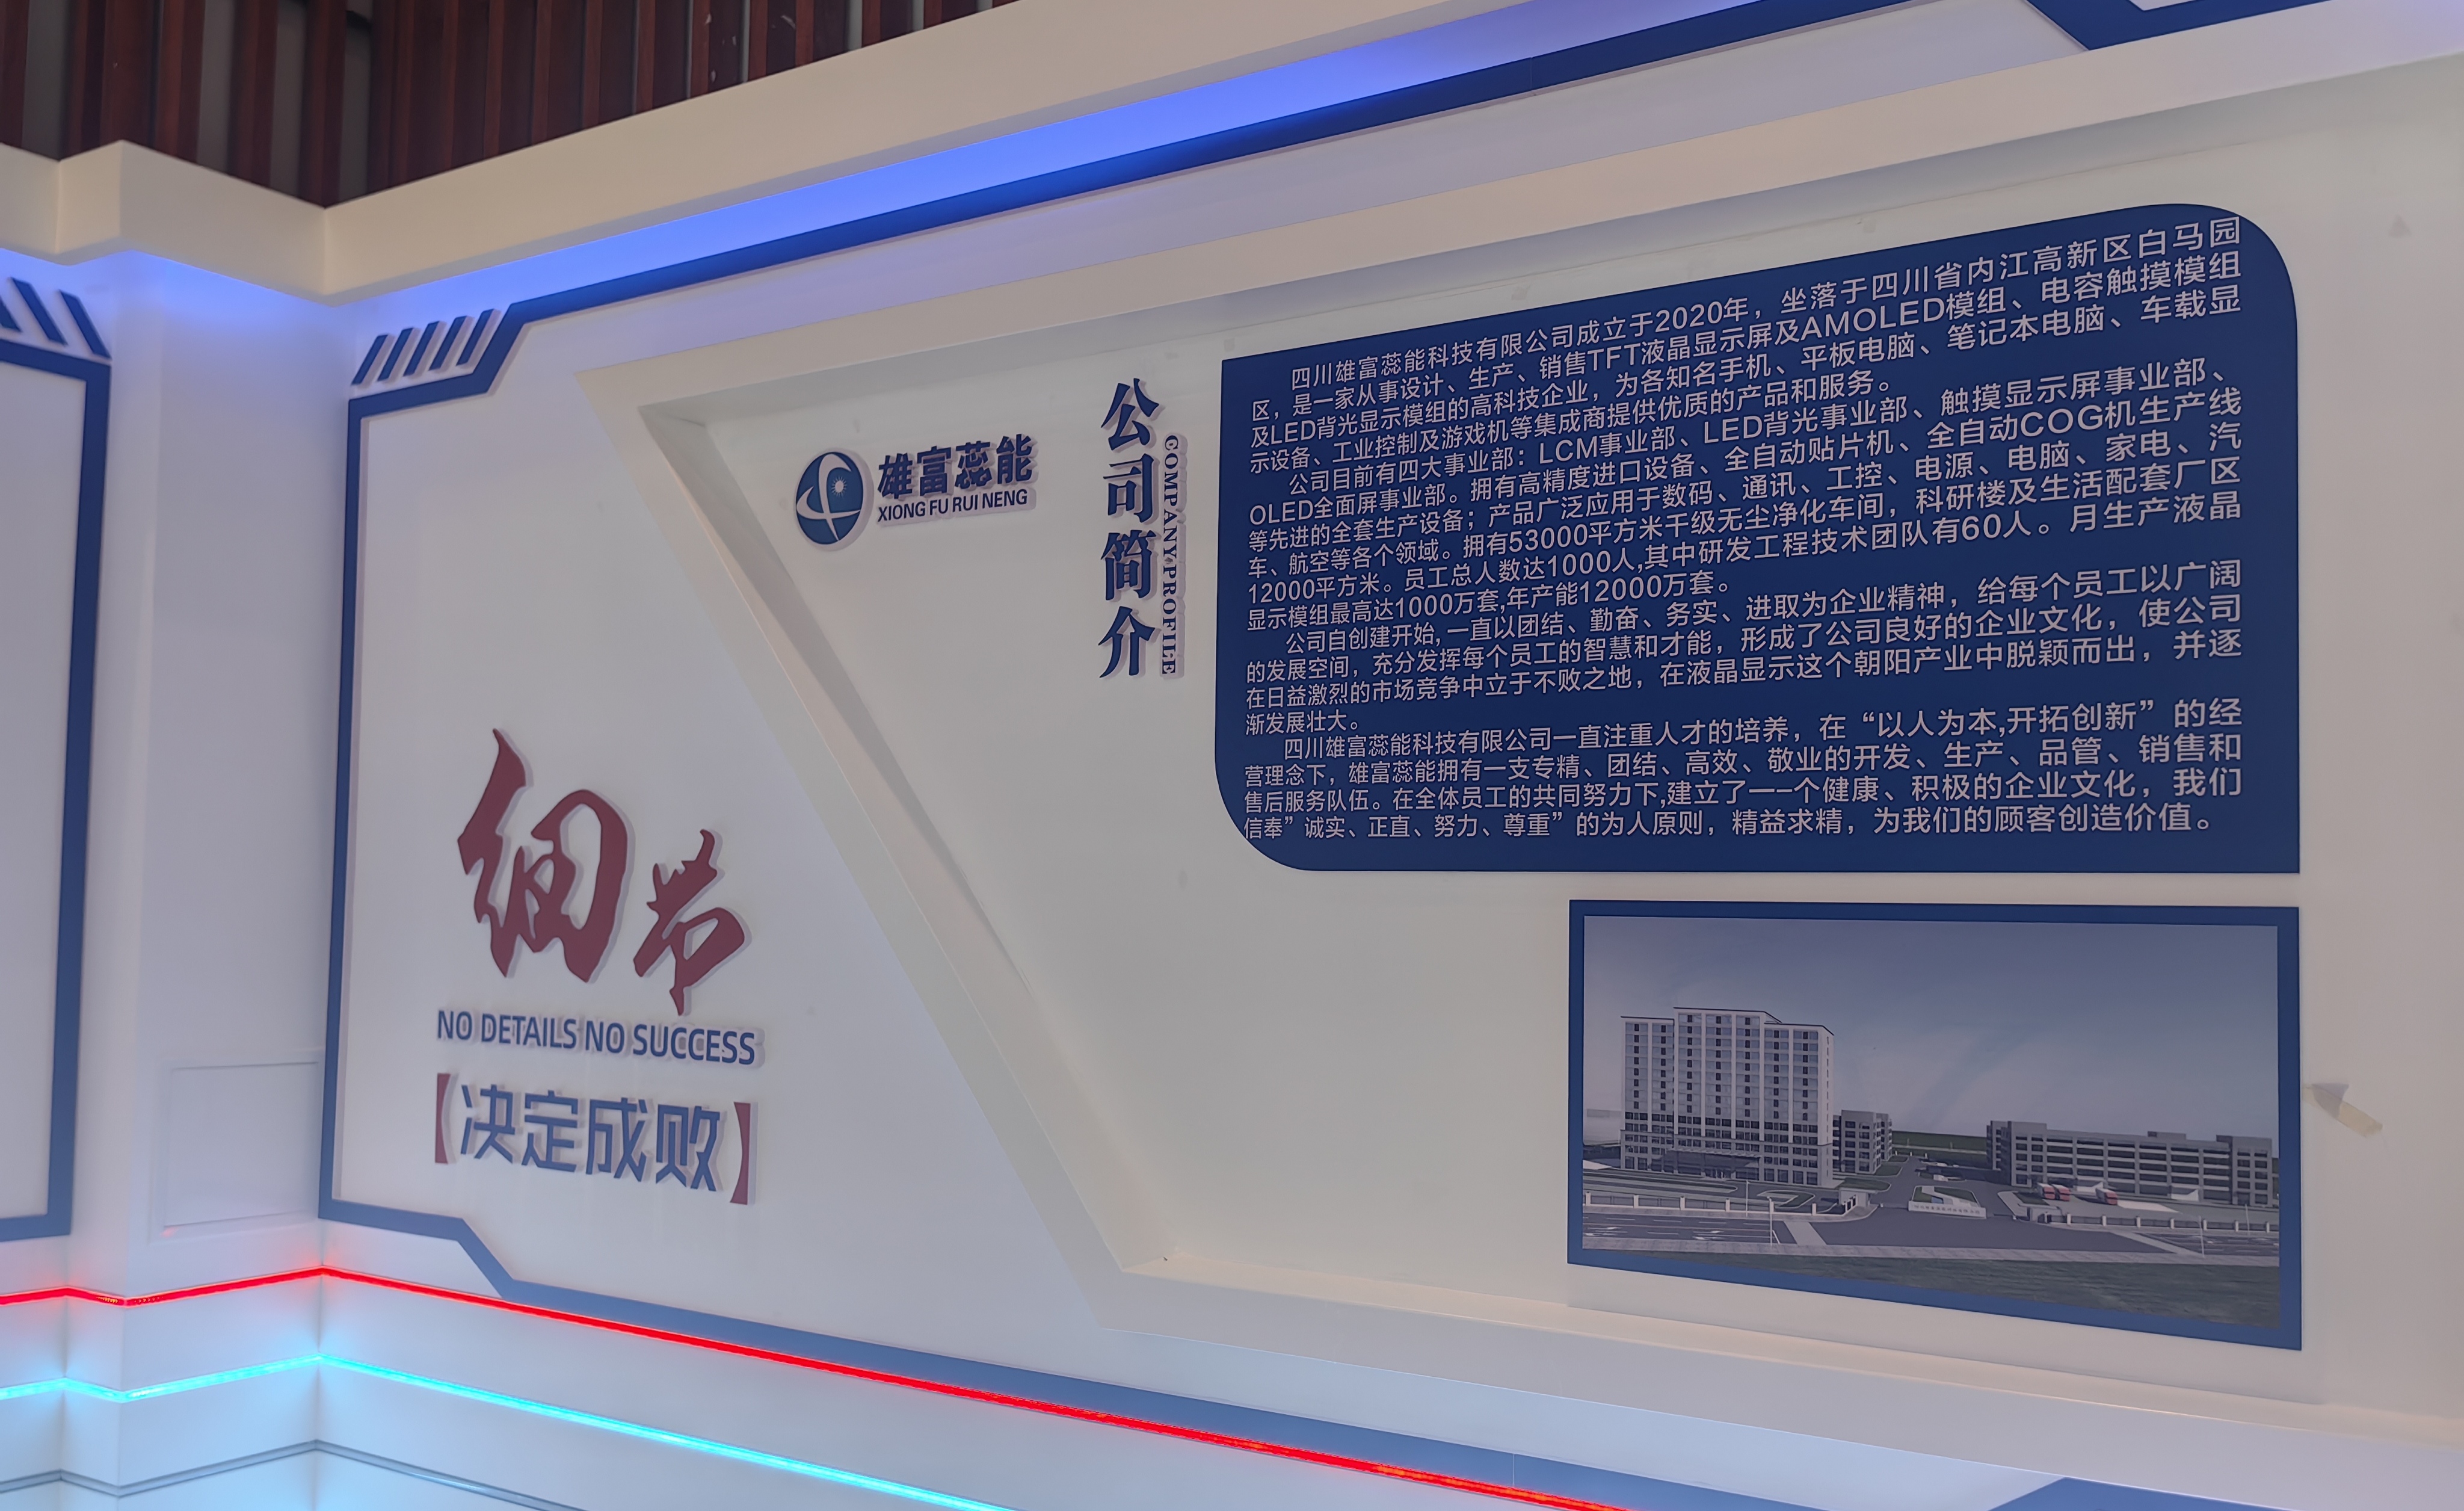 雄富蕊能
XIONG FU RUI NENG
公司简介
COMPANY PROFILE
四川雄富蕊能科技有限公司成立于2020年，坐落于四川省内江高新区白马园
区，是一家从事设计、生产、销售TFT液晶显示屏及AMOLED模组、电容触摸模组
及LED背光显示模组的高科技企业，为各知名手机、平板电脑、笔记本电脑、车载显
示设备、工业控制及游戏机等集成商提供优质的产品和服务。
公司目前有四大事业部：LCM事业部、LED背光事业部、触摸显示屏事业部、
OLED全面屏事业部。拥有高精度进口设备、全自动贴片机、全自动COG机生产线
等先进的全套生产设备；产品广泛应用于数码、通讯、工控、电源、电脑、家电、汽
车、航空等各个领域。拥有53000平方米千级无尘净化车间，科研楼及生活配套厂区
12000平方米。员工总人数达1000人,其中研发工程技术团队有60人。月生产液晶
显示模组最高达1000万套,年产能12000万套。
公司自创建开始,一直以团结、勤奋、务实、进取为企业精神，给每个员工以广阔
的发展空间，充分发挥每个员工的智慧和才能，形成了公司良好的企业文化，使公司
在日益激烈的市场竞争中立于不败之地，在液晶显示这个朝阳产业中脱颖而出，并逐
渐发展壮大。
四川雄富蕊能科技有限公司一直注重人才的培养，在“以人为本,开拓创新”的经
营理念下，雄富蕊能拥有一支专精、团结、高效、敬业的开发、生产、品管、销售和
售后服务队伍。在全体员工的共同努力下,建立了一一个健康、积极的企业文化，我们
信奉”诚实、正直、努力、尊重”的为人原则，精益求精，为我们的顾客创造价值。
细节
NO DETAILS NO SUCCESS
【决定成败】